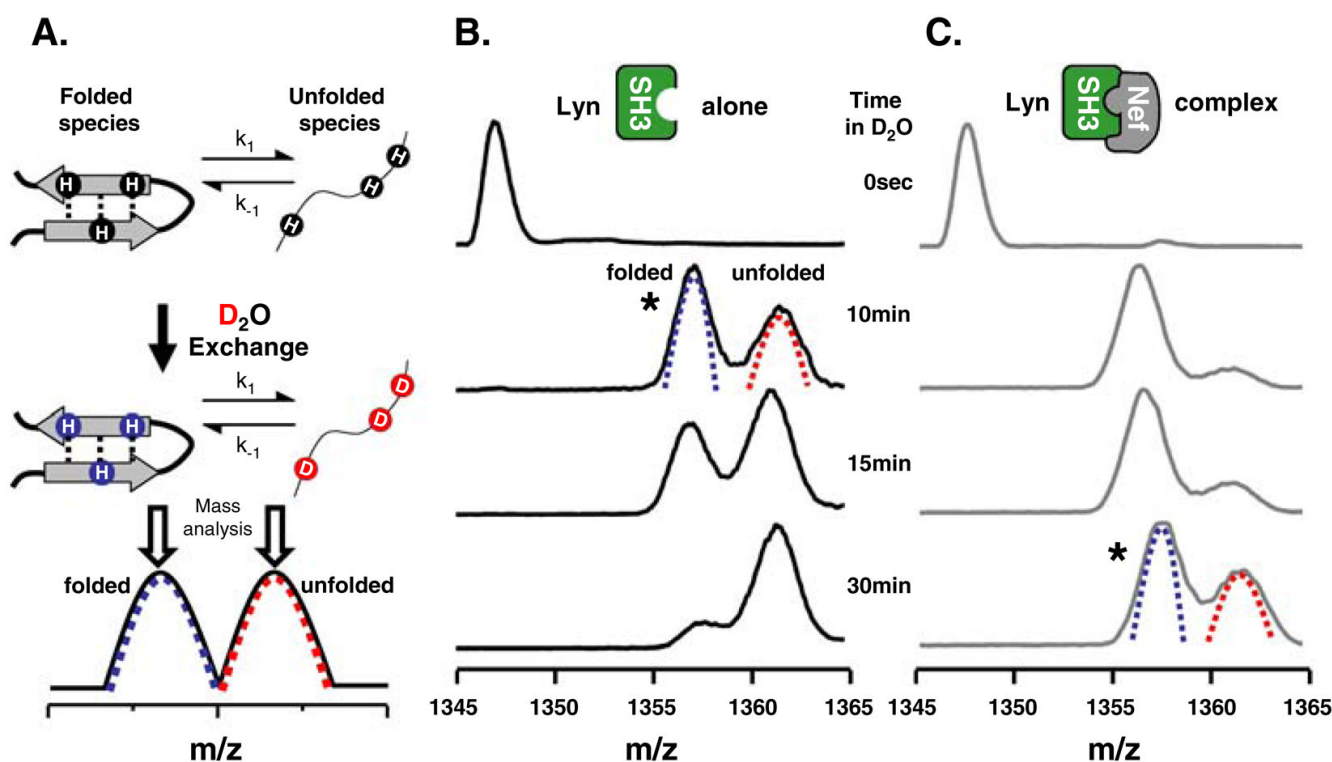 A.
Folded
species
Unfolded
species
k1
k-1
H
H
H
H
H
H
D2O
Exchange
k1
k-1
H
H
H
D
D
D
Mass
analysis
folded
unfolded
m/z
B.
Lyn
SH3
alone
folded
unfolded
*
1345
1350
1355
1360
1365
m/z
Time
in D2O
0sec
10min
15min
30min
C.
Lyn
SH3
Nef
complex
*
1345
1350
1355
1360
1365
m/z